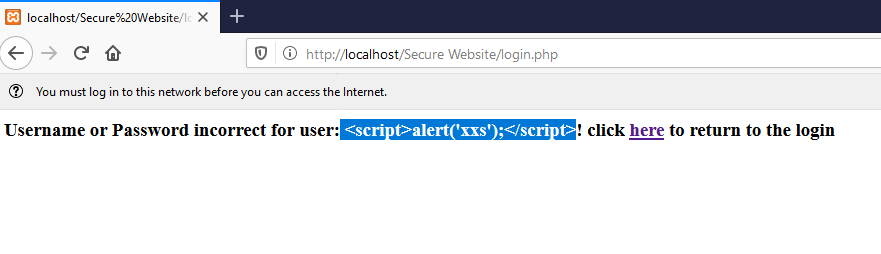 localhost/Secure%20Website/lo
http://localhost/Secure Website/login.php
You must log in to this network before you can access the Internet.
Username or Password incorrect for user: <script>alert('xxs');</script>! click here to return to the login